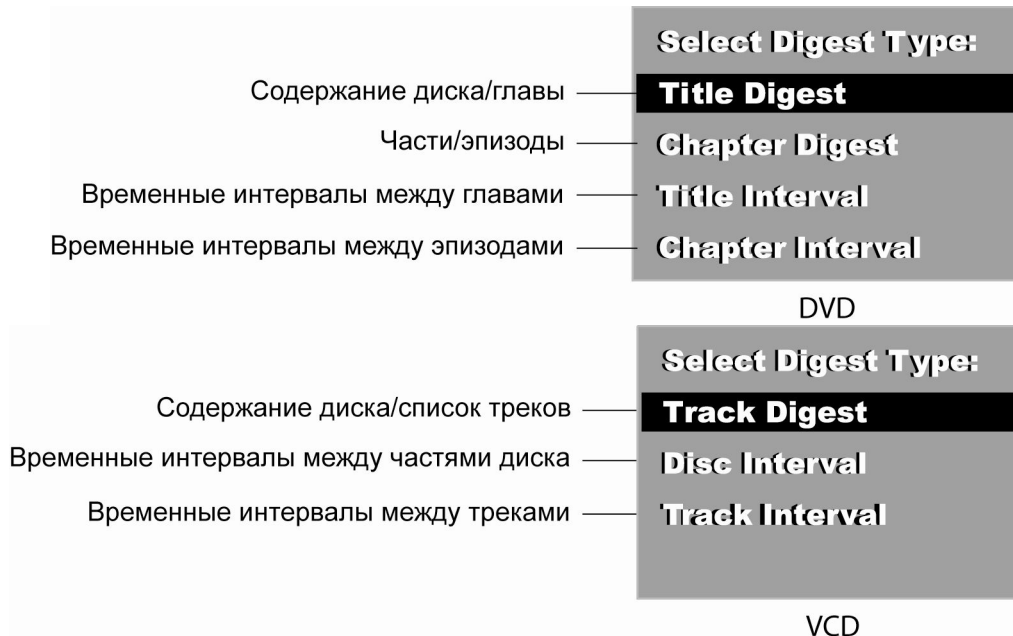 Select Digest Type:
Содержание диска/главы Title Digest
Части/эпизоды Chapter Digest
Временные интервалы между главами Title Interval
Временные интервалы между эпизодами Chapter Interval
DVD
Select Digest Type:
Содержание диска/список треков Track Digest
Временные интервалы между частями диска Disc Interval
Временные интервалы между треками Track Interval
VCD